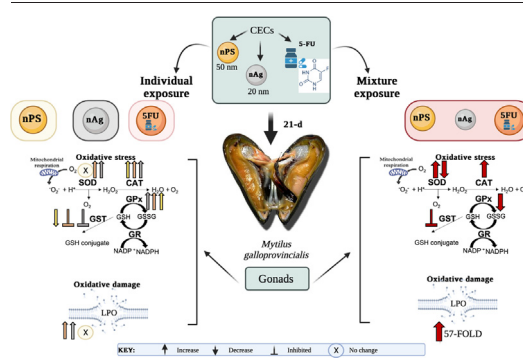 CECs
nPS
50 nm
nAg
20 nm
5-FU
Individual
exposure
Mixture
exposure
nPS
nAg
5FU
nPS
nAg
5FU
21-d
Oxidative stress
Mitochondrial
respiration
O₂
X
SOD
CAT
·O₂⁻ + H⁺
H₂O₂
H₂O + O₂
O₂
GPx
GST
GSH
GSSG
GSH conjugate
GR
NADP⁺
NADPH
Oxidative damage
LPO
X
Mytilus
galloprovincialis
Gonads
Oxidative stress
Mitochondrial
respiration
O₂
SOD
CAT
·O₂⁻ + H⁺
H₂O₂
H₂O + O₂
O₂
GPx
GST
GSH
GSSG
GSH conjugate
GR
NADP⁺
NADPH
Oxidative damage
LPO
57-FOLD
KEY: Increase Decrease Inhibited X No change